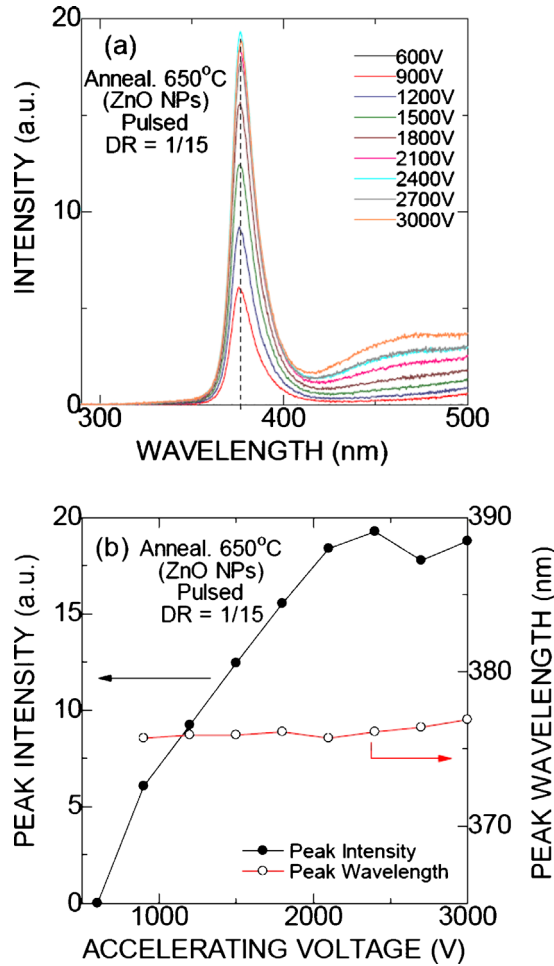 (a)
Anneal. 650°C
(ZnO NPs)
Pulsed
DR = 1/15
600V
900V
1200V
1500V
1800V
2100V
2400V
2700V
3000V
20
10
0
INTENSITY (a.u.)
300
400
500
WAVELENGTH (nm)
(b)
Anneal. 650°C
(ZnO NPs)
Pulsed
DR = 1/15
20
15
10
5
0
PEAK INTENSITY (a.u.)
390
380
370
PEAK WAVELENGTH (nm)
Peak Intensity
Peak Wavelength
1000
2000
3000
ACCELERATING VOLTAGE (V)